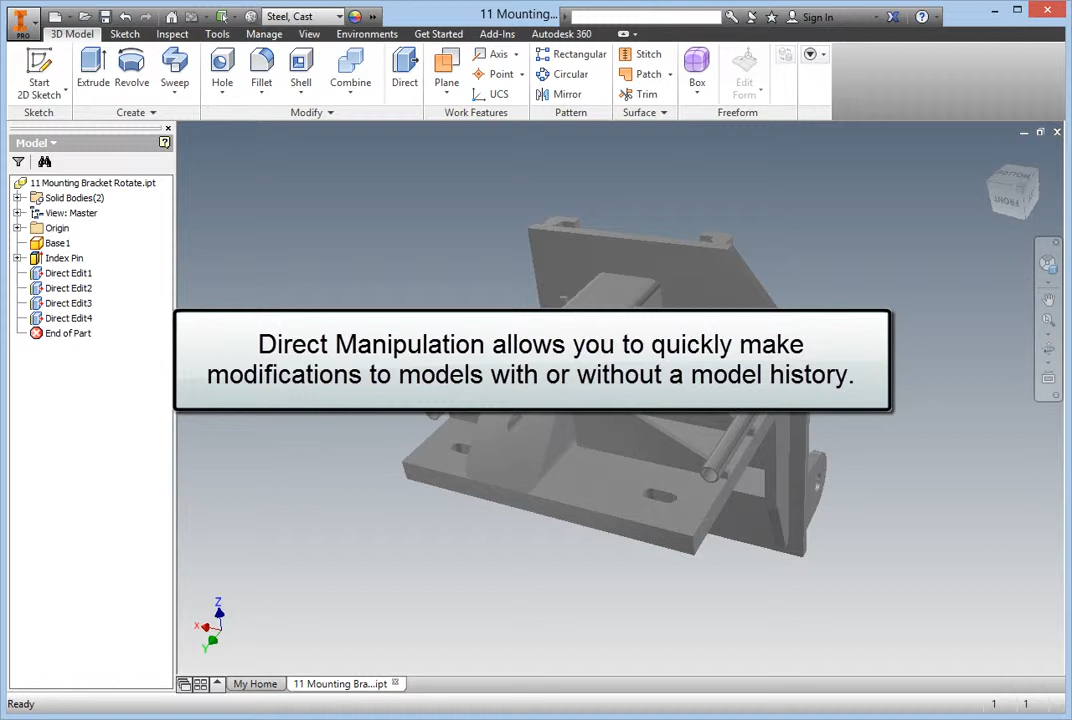 PRO
Steel, Cast
11 Mounting...
Sign In
3D Model
Sketch
Inspect
Tools
Manage
View
Environments
Get Started
Add-Ins
Autodesk 360
Start
2D Sketch
Extrude
Revolve
Sweep
Hole
Fillet
Shell
Combine
Direct
Plane
Axis
Point
UCS
Rectangular
Circular
Mirror
Stitch
Patch
Trim
Box
Edit
Form
Sketch
Create
Modify
Work Features
Pattern
Surface
Freeform
Model
11 Mounting Bracket Rotate.ipt
Solid Bodies(2)
View: Master
Origin
Base1
Index Pin
Direct Edit1
Direct Edit2
Direct Edit3
Direct Edit4
End of Part
FRONT
Direct Manipulation allows you to quickly make
modifications to models with or without a model history.
Z
X
Y
My Home
11 Mounting Bra...ipt
Ready
1
1